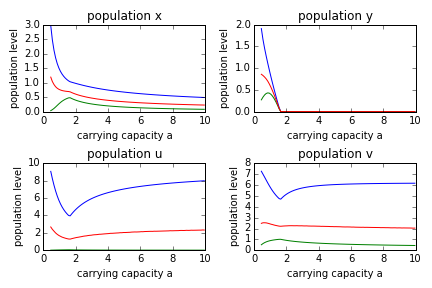 population x
population level
3.0
2.5
2.0
1.5
1.0
0.5
0.0
0 2 4 6 8 10
carrying capacity a
population y
population level
2.0
1.5
1.0
0.5
0.0
0 2 4 6 8 10
carrying capacity a
population u
population level
10
8
6
4
2
0
0 2 4 6 8 10
carrying capacity a
population v
population level
8
7
6
5
4
3
2
1
0
0 2 4 6 8 10
carrying capacity a